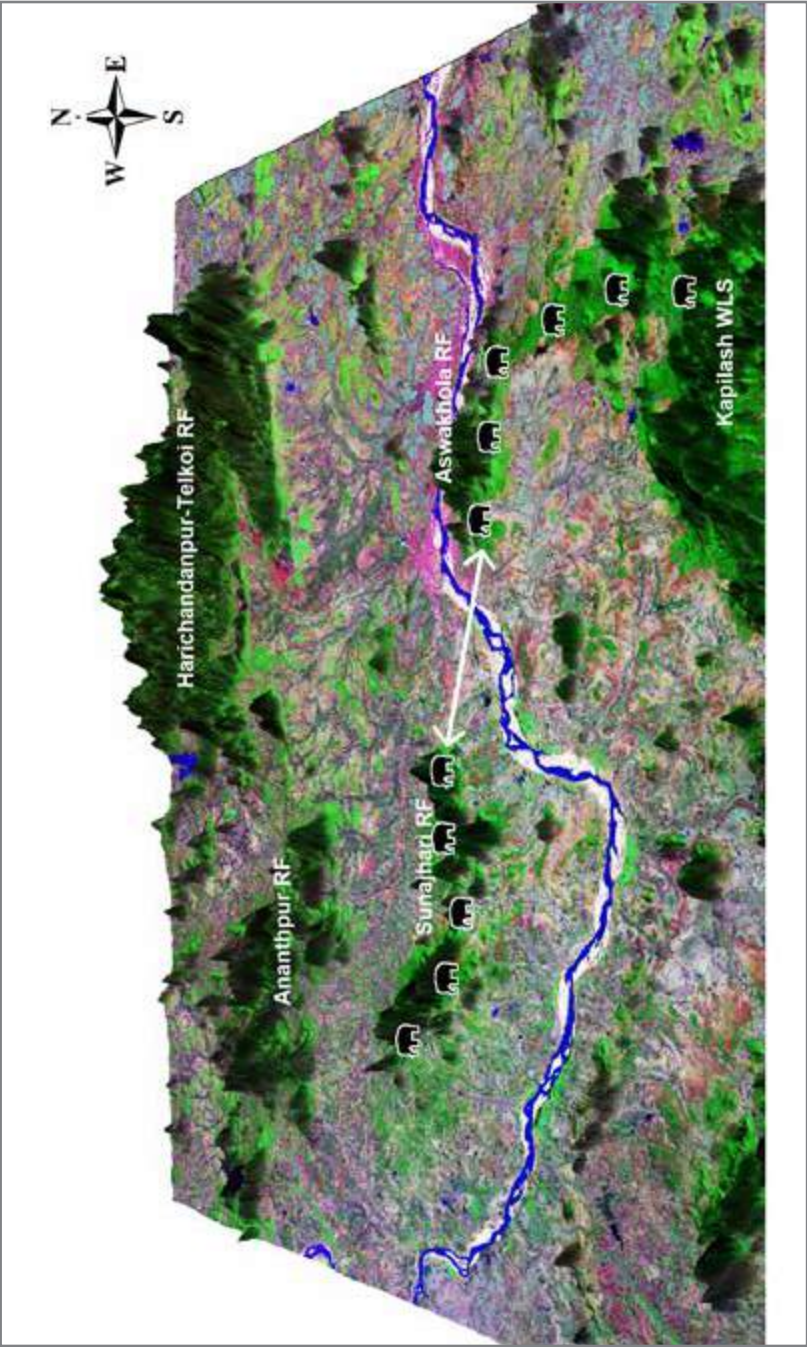 N
E
W
S
Harichandanpur-Telkoi RF
Ananthpur RF
Aswakhola RF
Sunajhari RF
Kapilash WLS